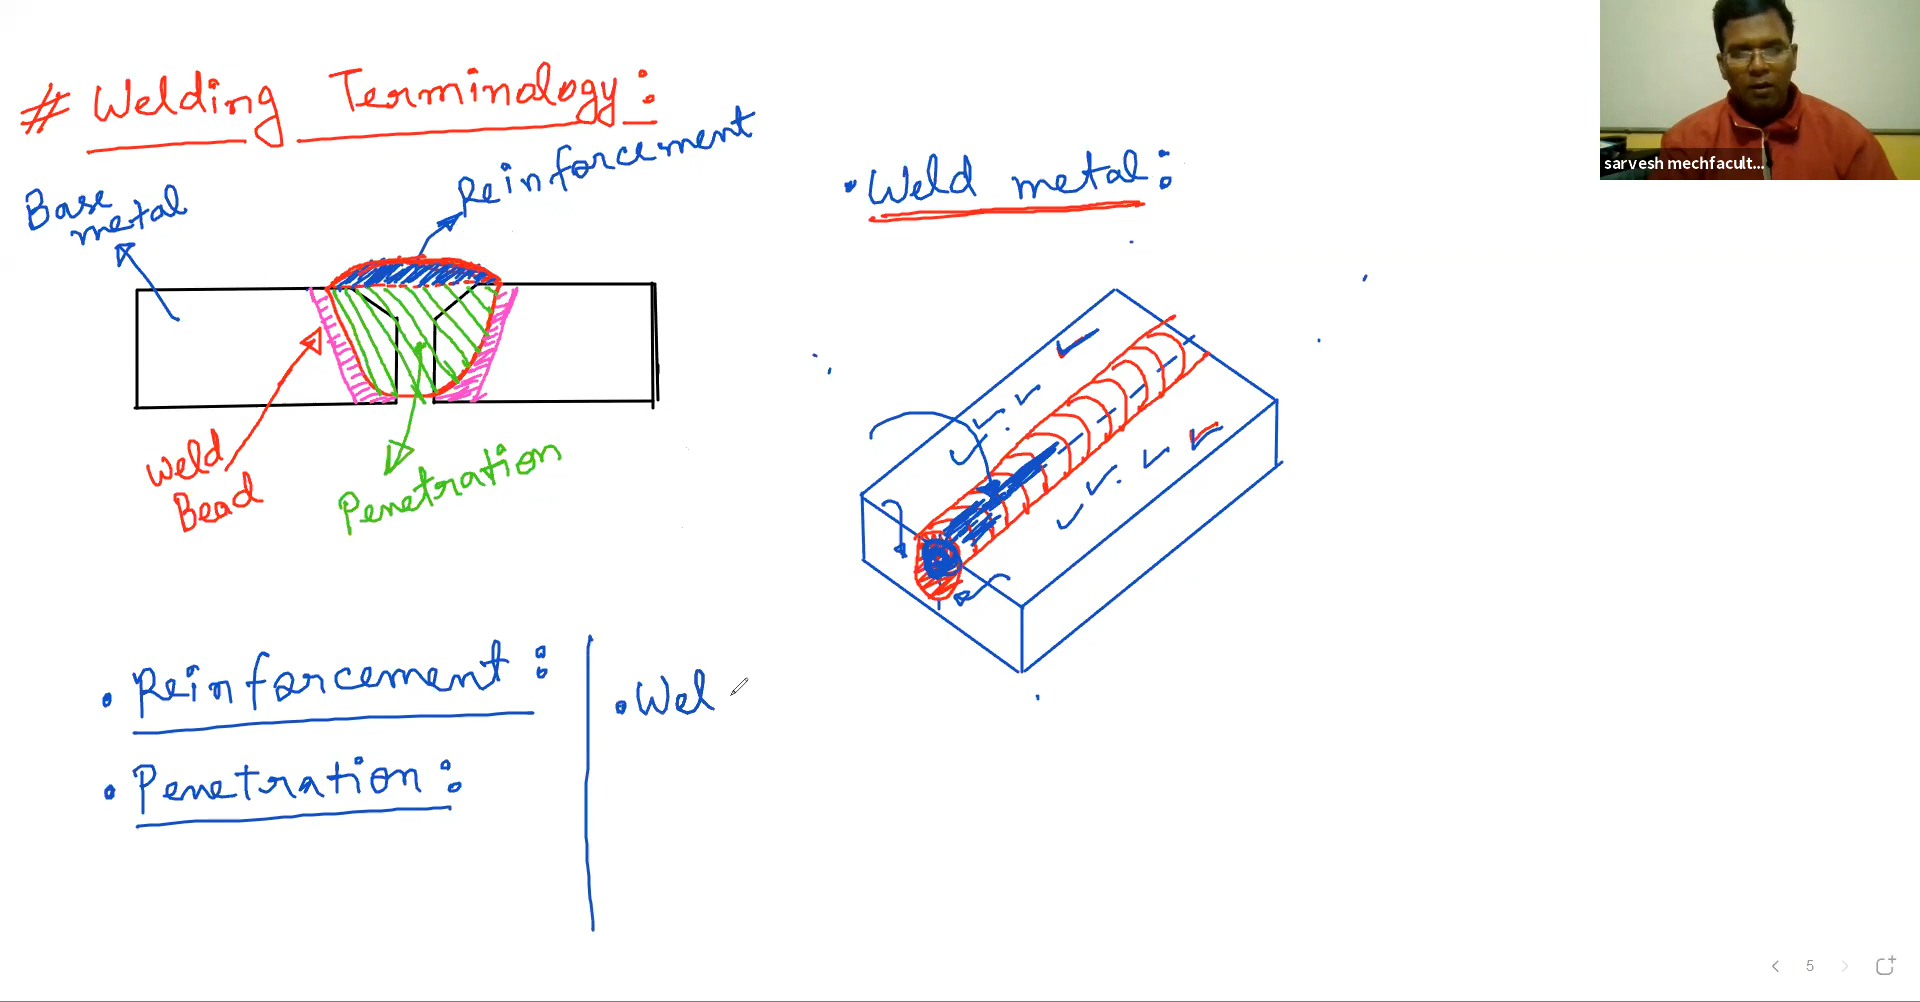 # Welding Terminology:
Reinforcement
Base
metal
Weld
Bead
Penetration
• Weld metal:
sarvesh mechfacult...
• Reinforcement:
• Penetration:
• Wel
5